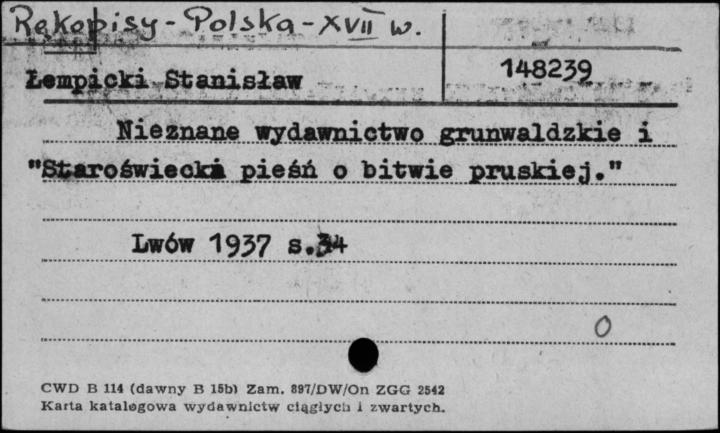 Rękopisy - Polska - XVII w.
Łempicki Stanisław
148239
Nieznane wydawnictwo grunwaldzkie i
"Staroświecka pieśń o bitwie pruskiej."
Lwów 1937 s.34
0
CWD B 114 (dawny B 15b) Zam. 897/DW/On ZGG 2542
Karta katalogowa wydawnictw ciągłych i zwartych.